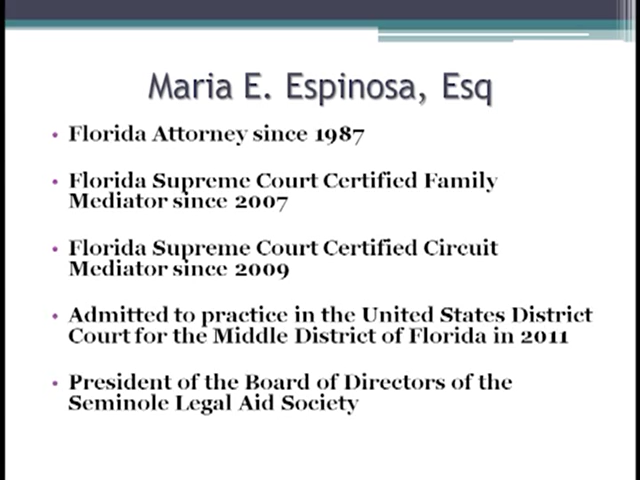 Maria E. Espinosa, Esq
• Florida Attorney since 1987
• Florida Supreme Court Certified Family
Mediator since 2007
• Florida Supreme Court Certified Circuit
Mediator since 2009
• Admitted to practice in the United States District
Court for the Middle District of Florida in 2011
• President of the Board of Directors of the
Seminole Legal Aid Society